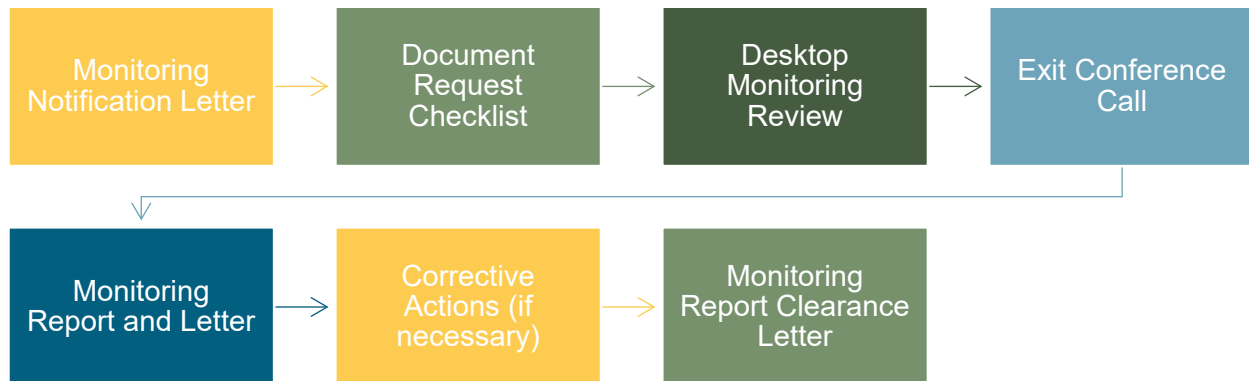 Monitoring
Notification Letter
Document
Request
Checklist
Desktop
Monitoring
Review
Exit Conference
Call
Monitoring
Report and Letter
Corrective
Actions (if
necessary)
Monitoring
Report Clearance
Letter